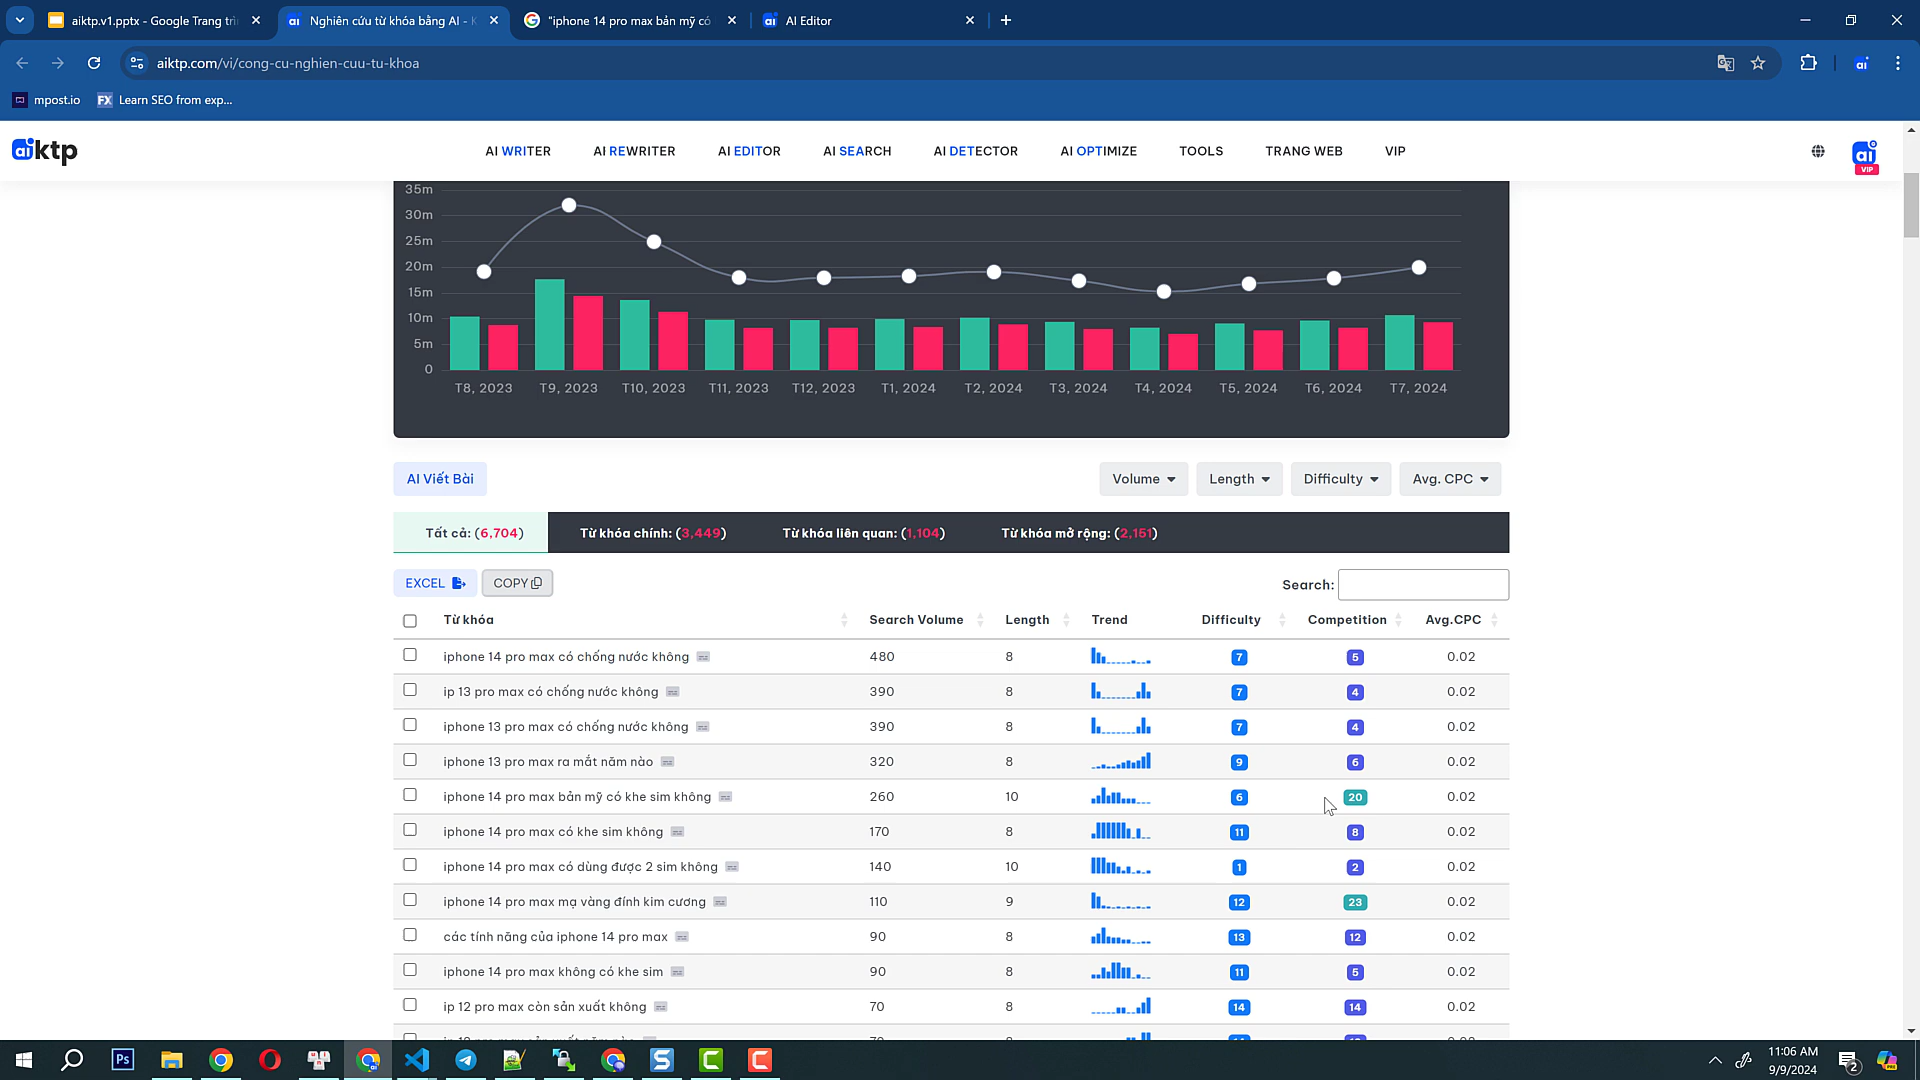 aiktp.v1.pptx - Google Trang trì
Nghiên cứu từ khóa bằng AI - K
"iphone 14 pro max bản mỹ có
AI Editor
aiktp.com/vi/cong-cu-nghien-cuu-tu-khoa
mpost.io
FX Learn SEO from exp...
aiktp
AI WRITER
AI REWRITER
AI EDITOR
AI SEARCH
AI DETECTOR
AI OPTIMIZE
TOOLS
TRANG WEB
VIP
ai VIP
35m
30m
25m
20m
15m
10m
5m
0
T8, 2023 T9, 2023 T10, 2023 T11, 2023 T12, 2023 T1, 2024 T2, 2024 T3, 2024 T4, 2024 T5, 2024 T6, 2024 T7, 2024
AI Viết Bài Volume Length Difficulty Avg. CPC
Tất cả: (6,704) Từ khóa chính: (3,449) Từ khóa liên quan: (1,104) Từ khóa mở rộng: (2,151)
EXCEL COPY Search:
Từ khóa Search Volume Length Trend Difficulty Competition Avg.CPC
iphone 14 pro max có chống nước không 480 8 7 5 0.02
ip 13 pro max có chống nước không 390 8 7 4 0.02
iphone 13 pro max có chống nước không 390 8 7 4 0.02
iphone 13 pro max ra mắt năm nào 320 8 9 6 0.02
iphone 14 pro max bản mỹ có khe sim không 260 10 6 20 0.02
iphone 14 pro max có khe sim không 170 8 11 8 0.02
iphone 14 pro max có dùng được 2 sim không 140 10 1 2 0.02
iphone 14 pro max mạ vàng đính kim cương 110 9 12 23 0.02
các tính năng của iphone 14 pro max 90 8 13 12 0.02
iphone 14 pro max không có khe sim 90 8 11 5 0.02
ip 12 pro max còn sản xuất không 70 8 14 14 0.02
Ps
11:06 AM
9/9/2024
2